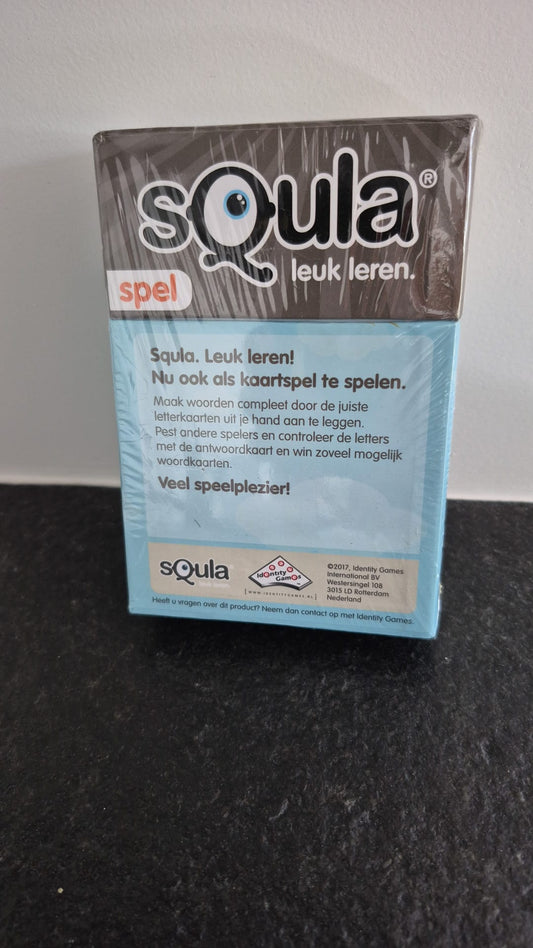 sQula®
leuk leren.
spel
Squla. Leuk leren!
Nu ook als kaartspel te spelen.
Maak woorden compleet door de juiste
letterkaarten uit je hand aan te leggen.
Pest andere spelers en controleer de letters
met de antwoordkaart en win zoveel mogelijk
woordkaarten.
Veel speelplezier!
sQula
leuk leren.
Identity
Games
WWW.IDENTITYGAMES.NL
©2017, Identity Games
International BV
Westersingel 108
3015 LD Rotterdam
Nederland
Heeft u vragen over dit product? Neem dan contact op met Identity Games.